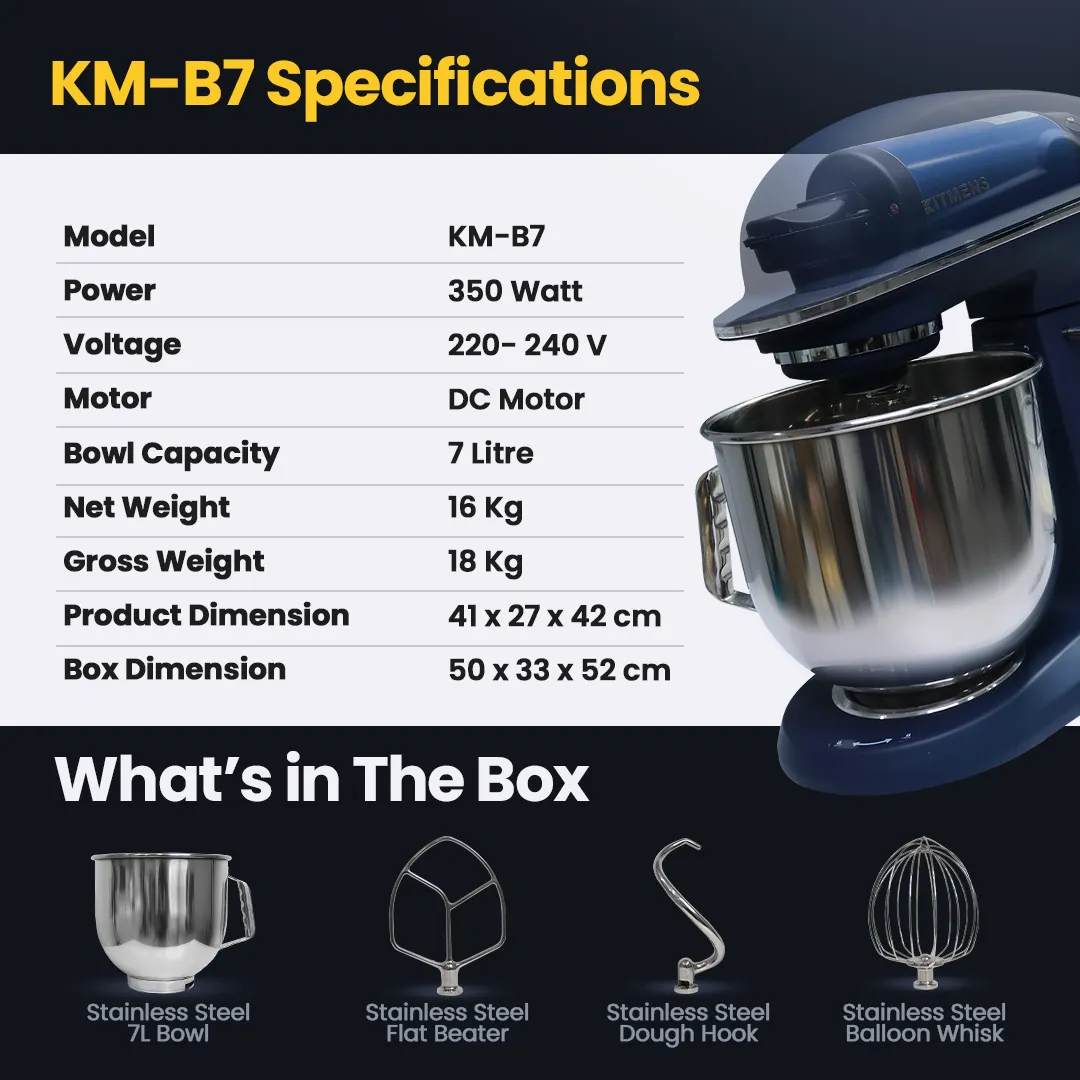 KM-B7 Specifications
KITMENS
Model KM-B7
Power 350 Watt
Voltage 220- 240 V
Motor DC Motor
Bowl Capacity 7 Litre
Net Weight 16 Kg
Gross Weight 18 Kg
Product Dimension 41 x 27 x 42 cm
Box Dimension 50 x 33 x 52 cm
What's in The Box
Stainless Steel
7L Bowl
Stainless Steel
Flat Beater
Stainless Steel
Dough Hook
Stainless Steel
Balloon Whisk